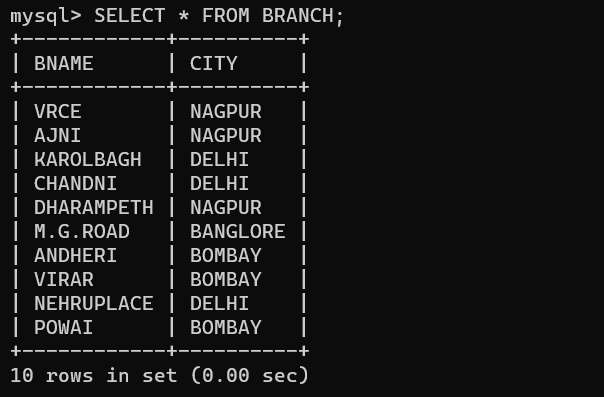 mysql> SELECT * FROM BRANCH;
+------------+----------+
| BNAME      | CITY     |
+------------+----------+
| VRCE       | NAGPUR   |
| AJNI       | NAGPUR   |
| KAROLBAGH  | DELHI    |
| CHANDNI    | DELHI    |
| DHARAMPETH | NAGPUR   |
| M.G.ROAD   | BANGLORE |
| ANDHERI    | BOMBAY   |
| VIRAR      | BOMBAY   |
| NEHRUPLACE | DELHI    |
| POWAI      | BOMBAY   |
+------------+----------+
10 rows in set (0.00 sec)